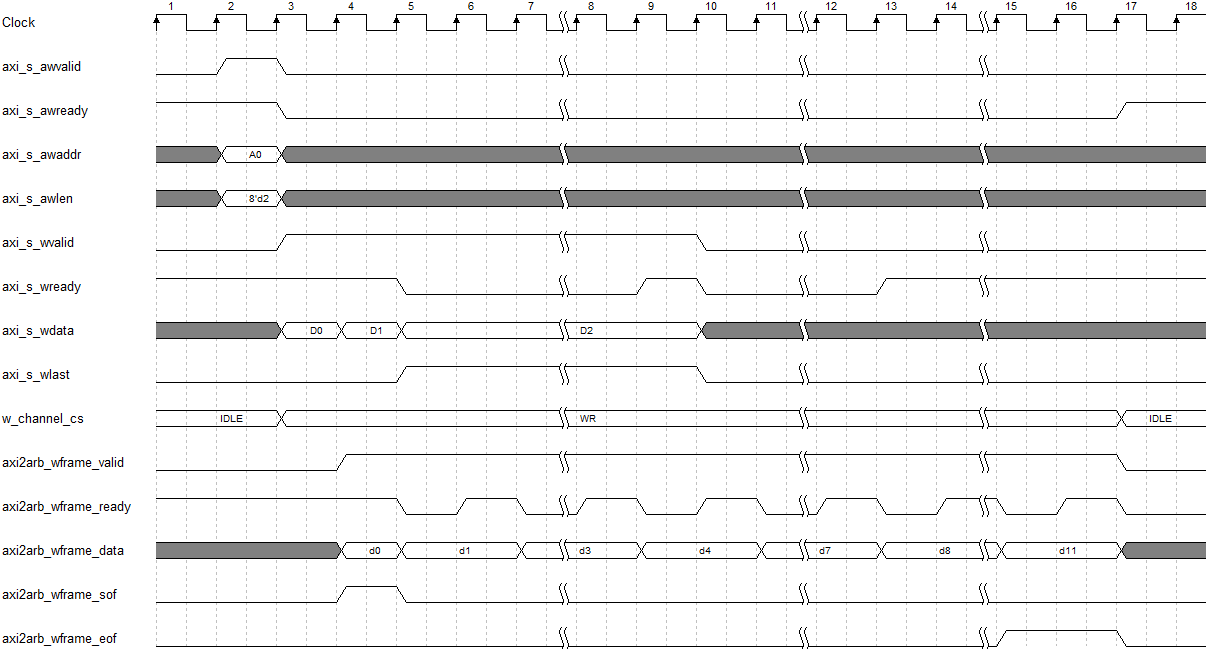 1 2 3 4 5 6 7 8 9 10 11 12 13 14 15 16 17 18
Clock
axi_s_awvalid
axi_s_awready
axi_s_awaddr A0
axi_s_awlen 8'd2
axi_s_wvalid
axi_s_wready
axi_s_wdata D0 D1 D2
axi_s_wlast
w_channel_cs IDLE WR IDLE
axi2arb_wframe_valid
axi2arb_wframe_ready
axi2arb_wframe_data d0 d1 d3 d4 d7 d8 d11
axi2arb_wframe_sof
axi2arb_wframe_eof